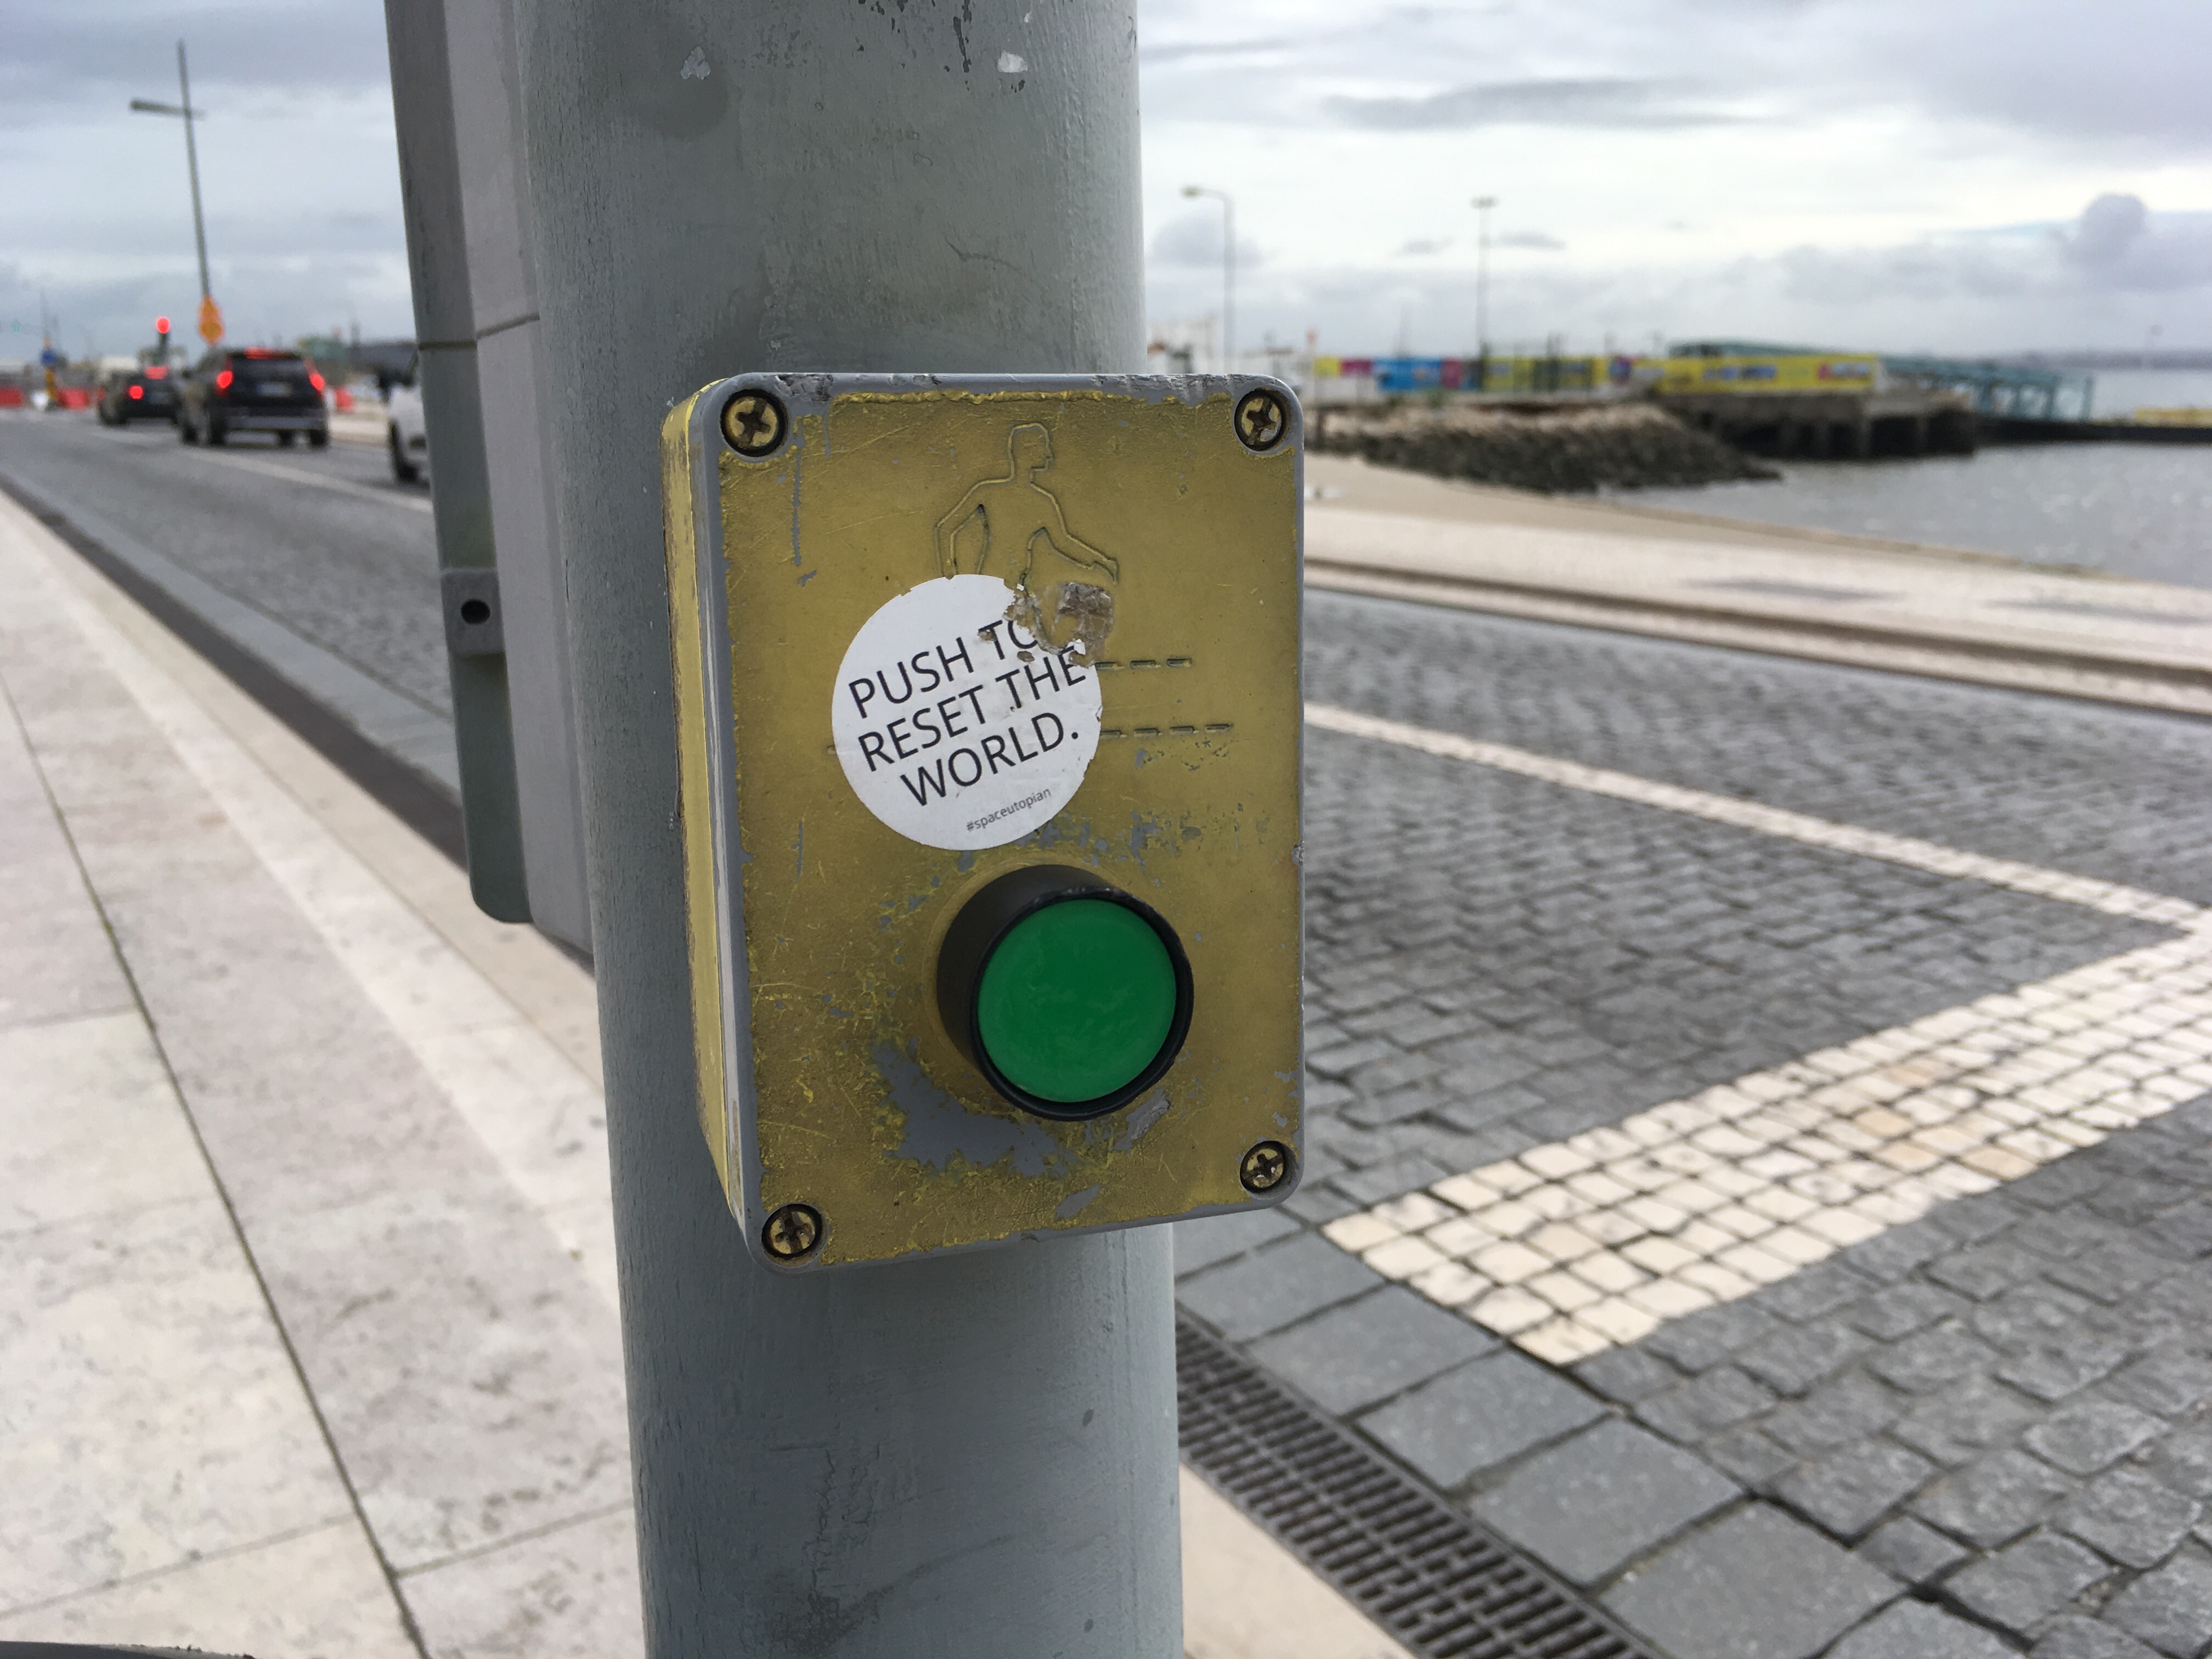 PUSH TO
RESET THE
WORLD.
#spaceutopian